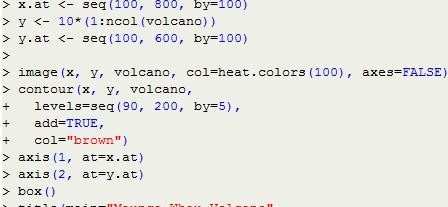 > x.at <- seq(100, 800, by=100)
> y <- 10*(1:ncol(volcano))
> y.at <- seq(100, 600, by=100)
>
> image(x, y, volcano, col=heat.colors(100), axes=FALSE)
> contour(x, y, volcano,
+   levels=seq(90, 200, by=5),
+   add=TRUE,
+   col="brown")
> axis(1, at=x.at)
> axis(2, at=y.at)
> box()